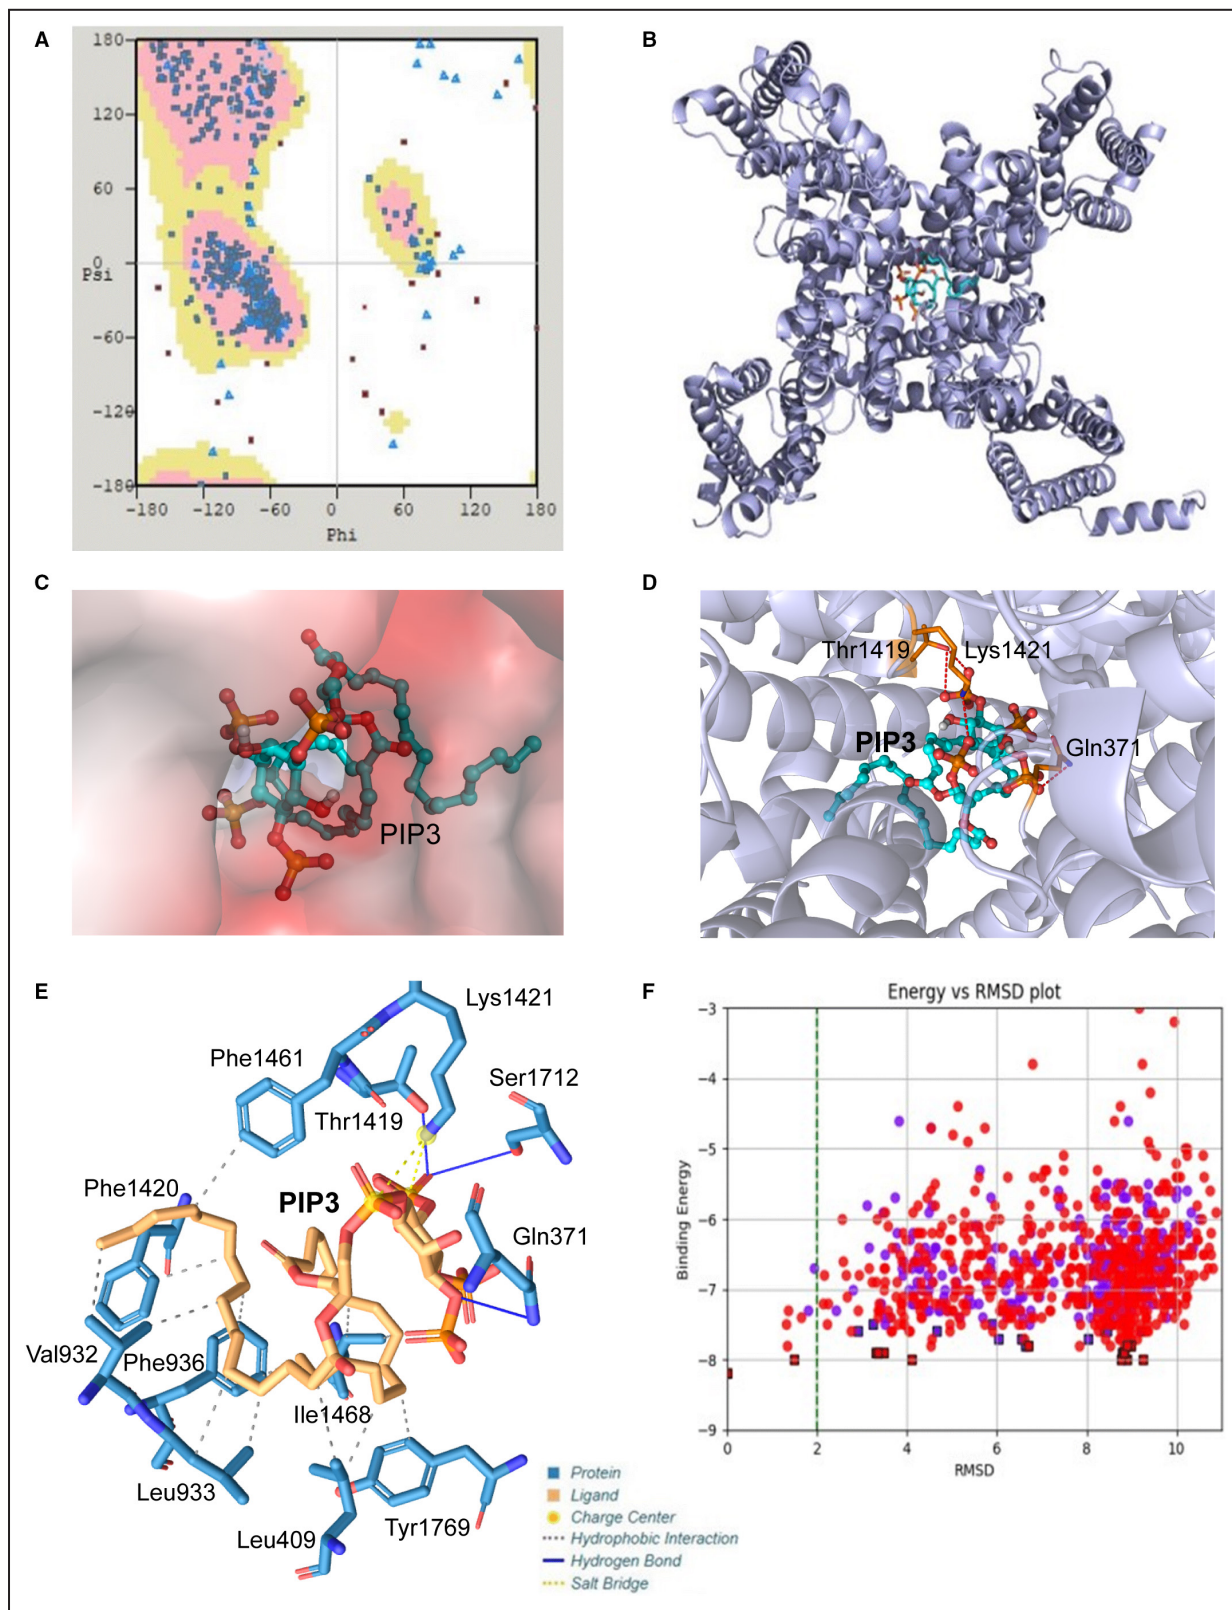 A
180
120
60
0
Psi
-60
-120
-180
-180 -120 -60 0 60 120 180
Phi
B
C
PIP3
D
Thr1419
Lys1421
PIP3
Gln371
E
Lys1421
Phe1461
Ser1712
Thr1419
Phe1420
PIP3
Gln371
Val932
Phe936
Ile1468
Leu933
Leu409
Tyr1769
Protein
Ligand
Charge Center
Hydrophobic Interaction
Hydrogen Bond
Salt Bridge
F
Energy vs RMSD plot
−3
−4
−5
−6
Binding Energy
−7
−8
−9
0 2 4 6 8 10
RMSD